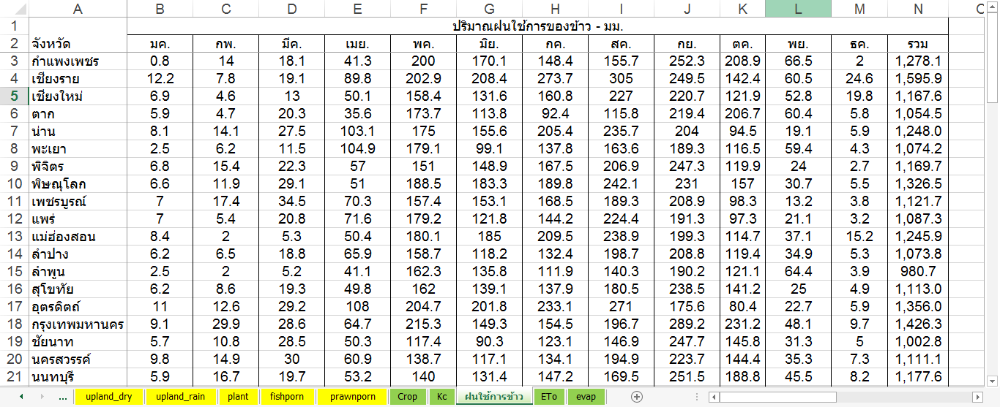 A B C D E F G H I J K L M N C
1 ปริมาณฝนใช้การของข้าว - มม.
2 จังหวัด มค. กพ. มีค. เมย. พค. มิย. กค. สค. กย. ตค. พย. ธค. รวม
3 กำแพงเพชร 0.8 14 18.1 41.3 200 170.1 148.4 155.7 252.3 208.9 66.5 2 1,278.1
4 เชียงราย 12.2 7.8 19.1 89.8 202.9 208.4 273.7 305 249.5 142.4 60.5 24.6 1,595.9
5 เชียงใหม่ 6.9 4.6 13 50.1 158.4 131.6 160.8 227 220.7 121.9 52.8 19.8 1,167.6
6 ตาก 5.9 4.7 20.3 35.6 173.7 113.8 92.4 115.8 219.4 206.7 60.4 5.8 1,054.5
7 น่าน 8.1 14.1 27.5 103.1 175 155.6 205.4 235.7 204 94.5 19.1 5.9 1,248.0
8 พะเยา 2.5 6.2 11.5 104.9 179.1 99.1 137.8 163.6 189.3 116.5 59.4 4.3 1,074.2
9 พิจิตร 6.8 15.4 22.3 57 151 148.9 167.5 206.9 247.3 119.9 24 2.7 1,169.7
10 พิษณุโลก 6.6 11.9 29.1 51 188.5 183.3 189.8 242.1 231 157 30.7 5.5 1,326.5
11 เพชรบูรณ์ 7 17.4 34.5 70.3 157.4 153.1 168.5 189.3 208.9 98.3 13.2 3.8 1,121.7
12 แพร่ 7 5.4 20.8 71.6 179.2 121.8 144.2 224.4 191.3 97.3 21.1 3.2 1,087.3
13 แม่ฮ่องสอน 8.4 2 5.3 50.4 180.1 185 209.5 238.9 199.3 114.7 37.1 15.2 1,245.9
14 ลำปาง 6.2 6.5 18.8 65.9 158.7 118.2 132.4 198.7 208.8 119.4 34.9 5.3 1,073.8
15 ลำพูน 2.5 2 5.2 41.1 162.3 135.8 111.9 140.3 190.2 121.1 64.4 3.9 980.7
16 สุโขทัย 6.2 8.6 19.3 49.8 162 139.1 137.9 180.5 238.5 141.2 25 4.9 1,113.0
17 อุตรดิตถ์ 11 12.6 29.2 108 204.7 201.8 233.1 271 175.6 80.4 22.7 5.9 1,356.0
18 กรุงเทพมหานคร 9.1 29.9 28.6 64.7 215.3 149.3 154.5 196.7 289.2 231.2 48.1 9.7 1,426.3
19 ชัยนาท 5.7 10.8 28.5 50.3 117.4 90.3 123.1 146.9 247.7 145.8 31.3 5 1,002.8
20 นครสวรรค์ 9.8 14.9 30 60.9 138.7 117.1 134.1 194.9 223.7 144.4 35.3 7.3 1,111.1
21 นนทบุรี 5.9 16.7 19.7 53.2 140 131.4 147.2 169.5 251.5 188.8 45.5 8.2 1,177.6
... upland_dry upland_rain plant fishporn prawnporn Crop Kc ฝนใช้การข้าว ETo evap